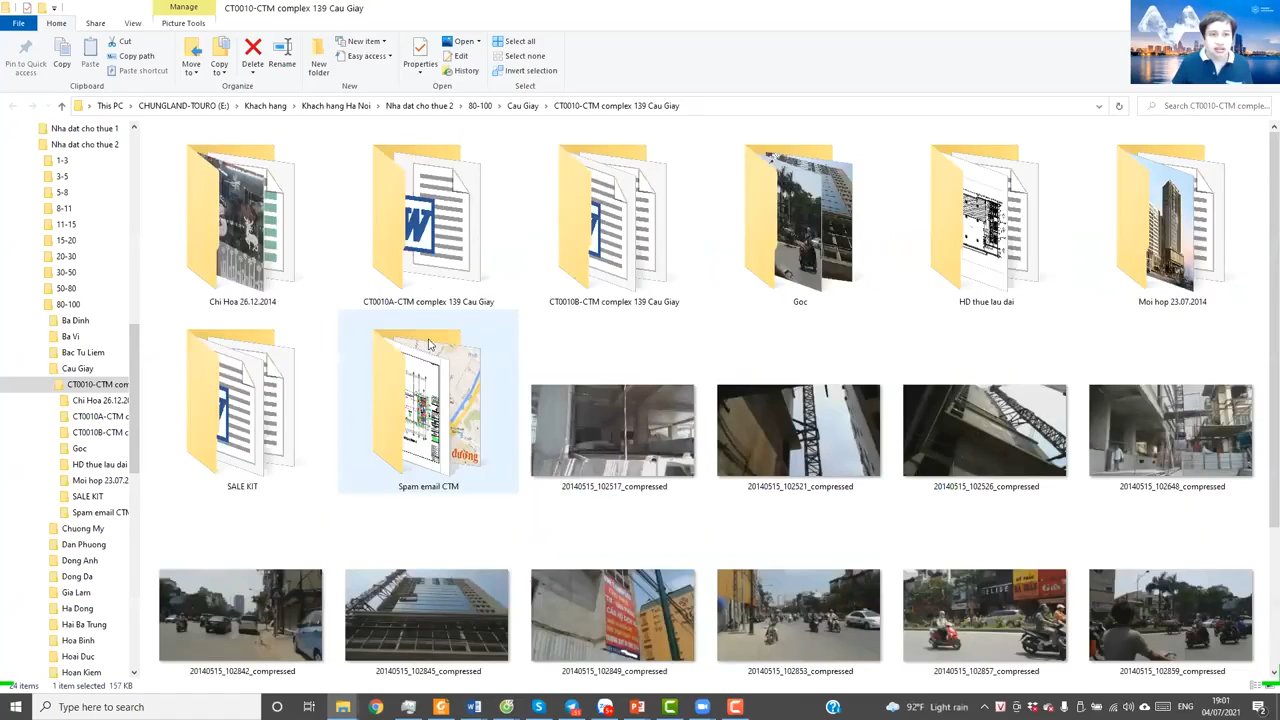 Manage
CT0010-CTM complex 139 Cau Giay
File
Home
Share
View
Picture Tools
Pin to Quick access
Copy
Paste
Cut
Copy path
Paste shortcut
Clipboard
Move to
Copy to
Delete
Rename
Organize
New folder
New item
Easy access
New
Properties
Open
Edit
History
Open
Select all
Select none
Invert selection
Select
This PC > CHUNGLAND-TOURO (E:) > Khach hang > Khach hang Ha Noi > Nha dat cho thue 2 > 80-100 > Cau Giay > CT0010-CTM complex 139 Cau Giay
Search CT0010-CTM comple...
Nha dat cho thue 1
Nha dat cho thue 2
1-3
3-5
5-8
8-11
11-15
15-20
20-30
30-50
50-80
80-100
Ba Dinh
Ba Vi
Bac Tu Liem
Cau Giay
CT0010-CTM com
Chi Hoa 26.12.20
CT0010A-CTM c
CT0010B-CTM c
Goc
HD thue lau dai
Moi hop 23.07.2
SALE KIT
Spam email CTM
Chuong My
Dan Phuong
Dong Anh
Dong Da
Gia Lam
Ha Dong
Hai Ba Trung
Hoa Binh
Hoai Duc
Hoan Kiem
Chi Hoa 26.12.2014
CT0010A-CTM complex 139 Cau Giay
CT0010B-CTM complex 139 Cau Giay
Goc
HD thue lau dai
Moi hop 23.07.2014
SALE KIT
đường
Spam email CTM
20140515_102517_compressed
20140515_102521_compressed
20140515_102526_compressed
20140515_102648_compressed
20140515_102842_compressed
20140515_102845_compressed
20140515_102849_compressed
20140515_102853_compressed
20140515_102857_compressed
20140515_102859_compressed
24 items
1 item selected
157 KB
Type here to search
92°F Light rain
19:01
04/07/2021